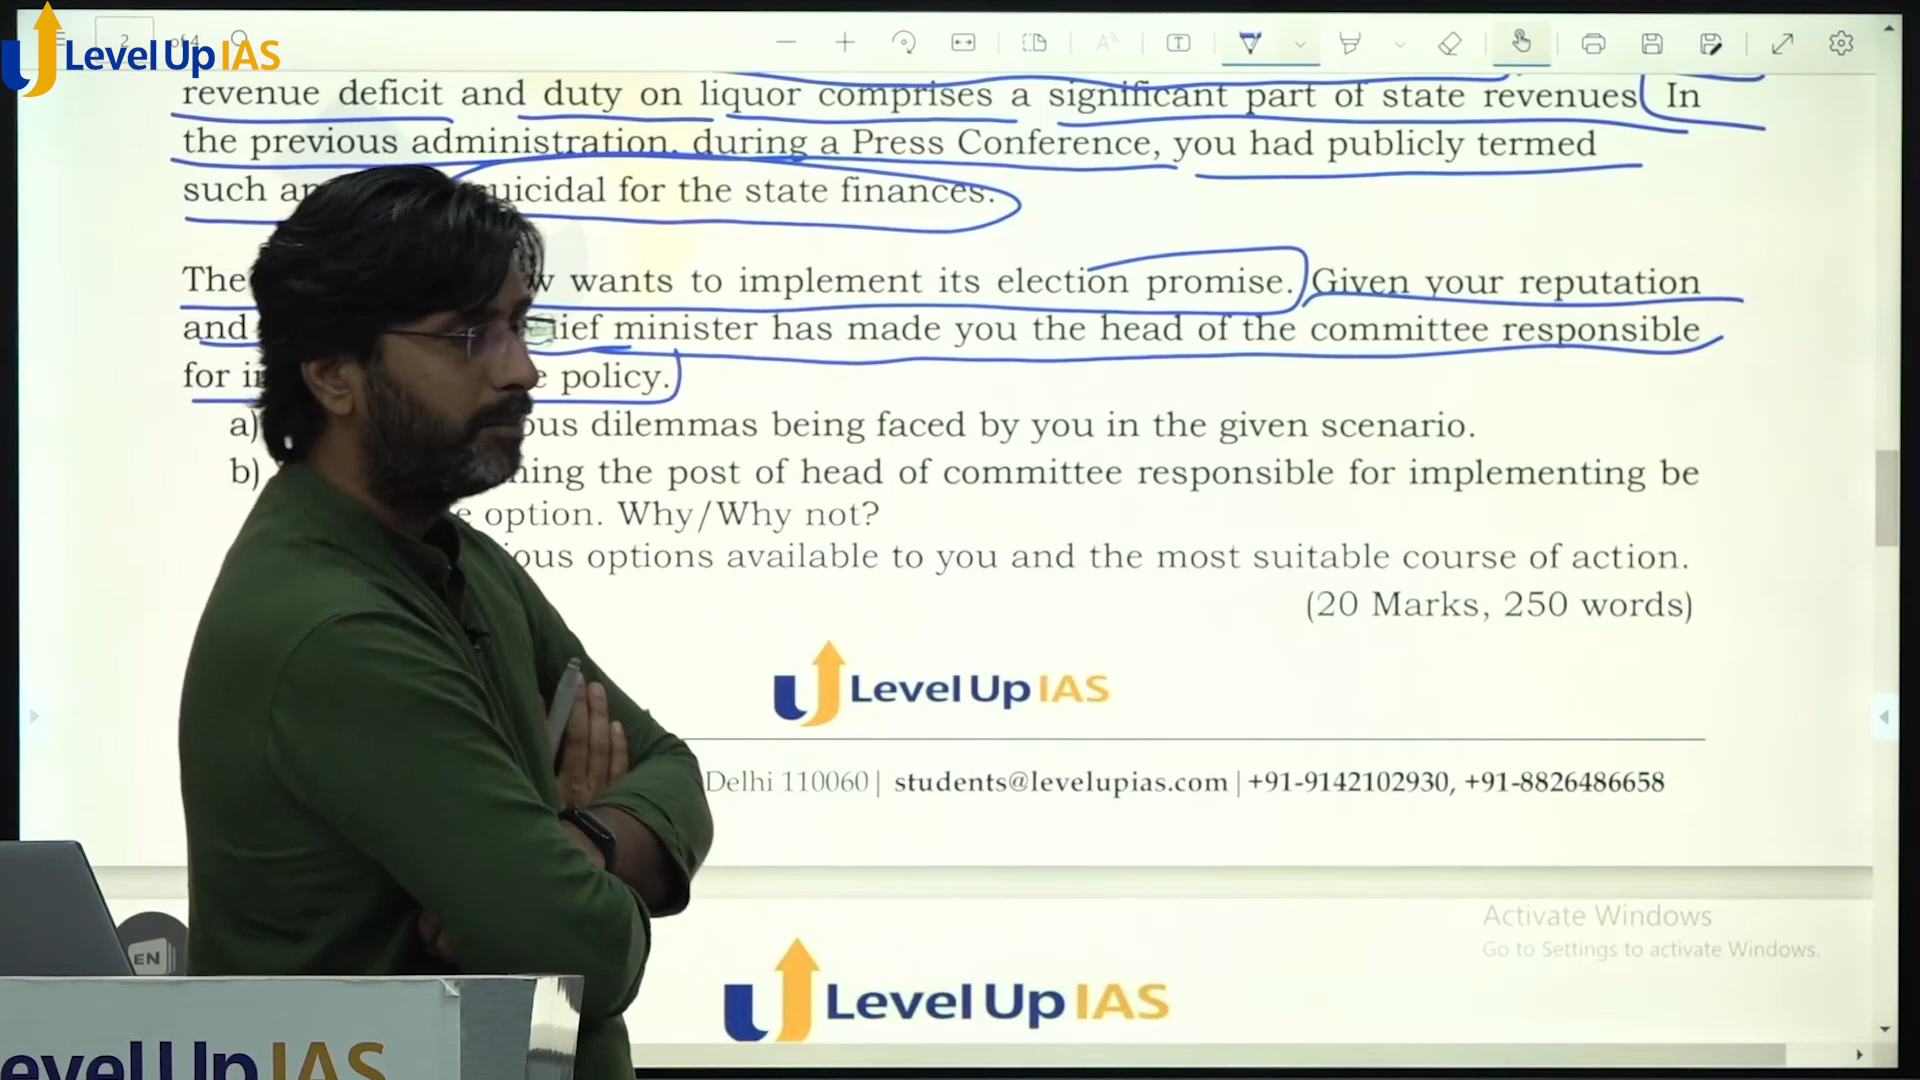 Level Up IAS
2 of 4
revenue deficit and duty on liquor comprises a significant part of state revenues. In
the previous administration, during a Press Conference, you had publicly termed
such an uicidal for the state finances.
The w wants to implement its election promise. Given your reputation
and ief minister has made you the head of the committee responsible
for i e policy.
a) ous dilemmas being faced by you in the given scenario.
b) ning the post of head of committee responsible for implementing be
e option. Why/Why not?
ious options available to you and the most suitable course of action.
(20 Marks, 250 words)
Level Up IAS
Delhi 110060 | students@levelupias.com | +91-9142102930, +91-8826486658
Activate Windows
Go to Settings to activate Windows.
EN
Level Up IAS
evel Up IAS